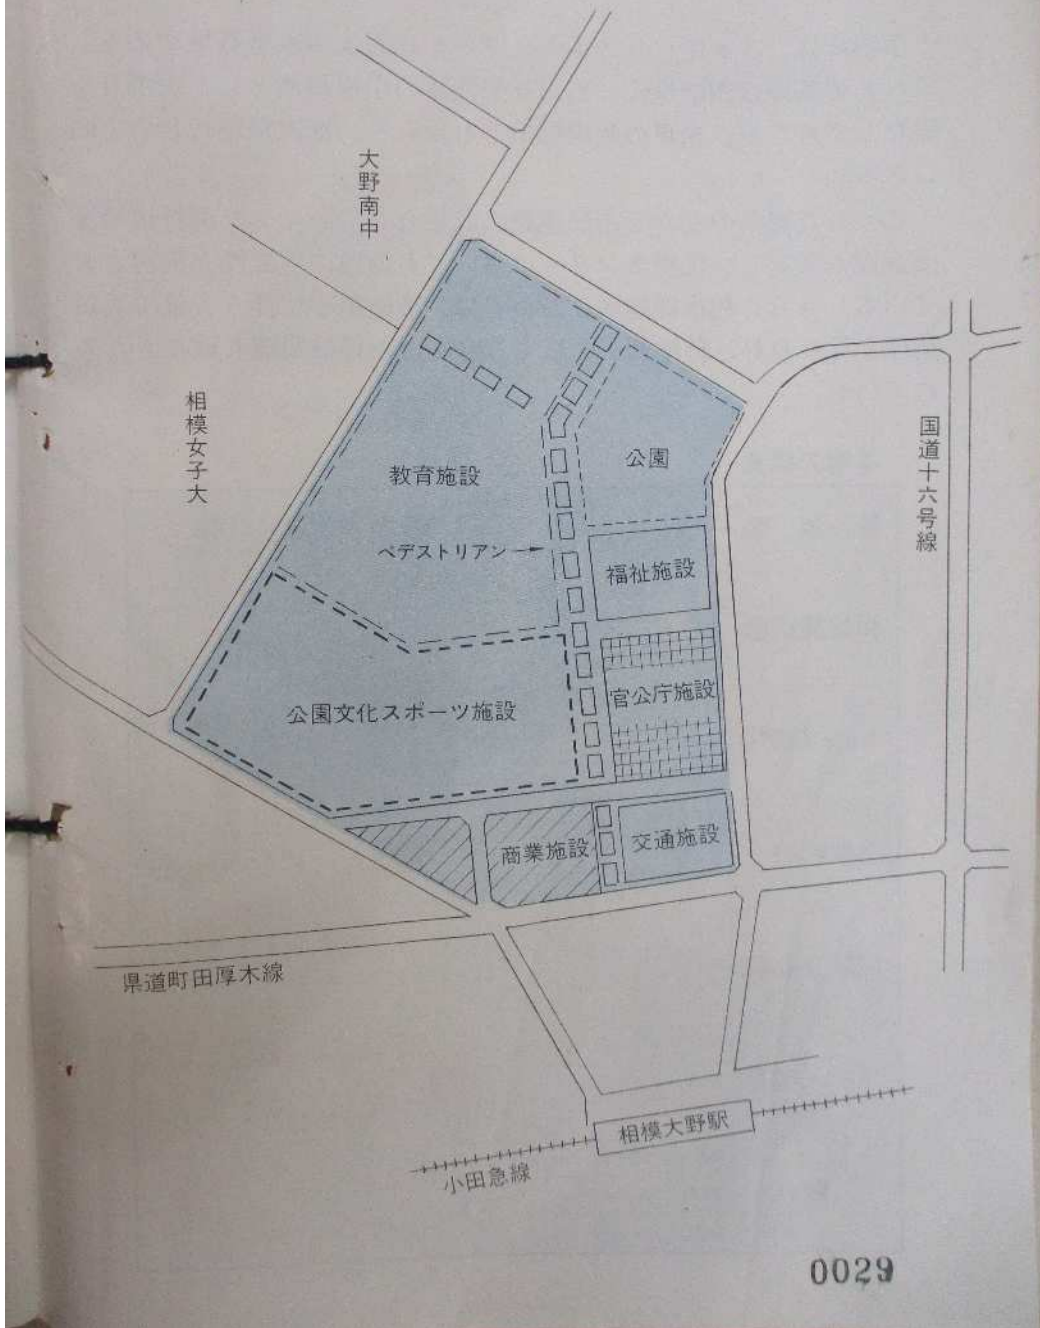 大野南中
相模女子大
国道十六号線
公園
教育施設
ペデストリアン
福祉施設
官公庁施設
公園文化スポーツ施設
交通施設
商業施設
県道町田厚木線
相模大野駅
小田急線
0029